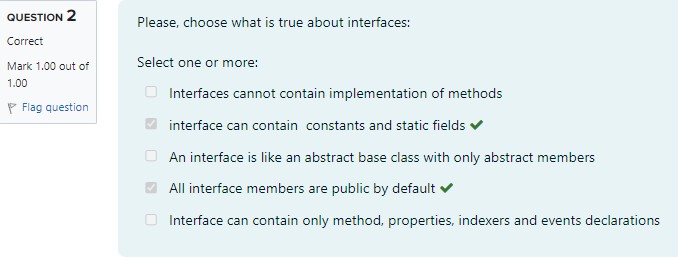 QUESTION 2
Correct
Mark 1.00 out of
1.00
Flag question
Please, choose what is true about interfaces:
Select one or more:
Interfaces cannot contain implementation of methods
interface can contain constants and static fields
An interface is like an abstract base class with only abstract members
All interface members are public by default
Interface can contain only method, properties, indexers and events declarations